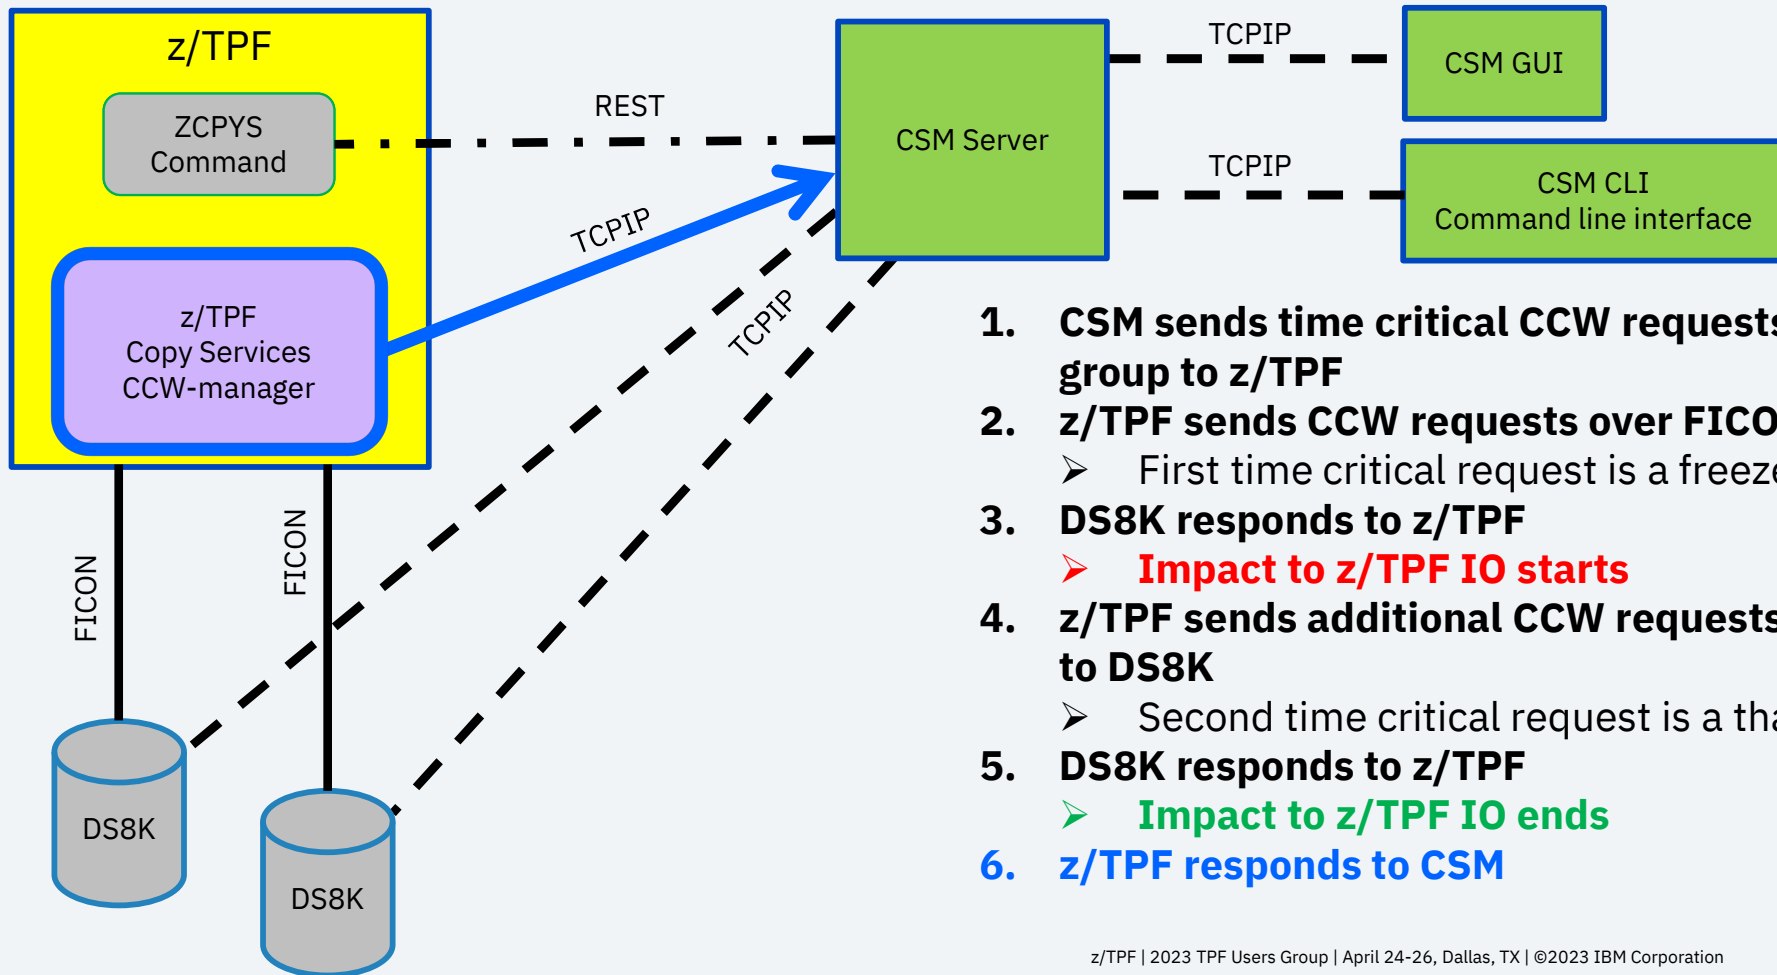 z/TPF
ZCPYS
Command
z/TPF
Copy Services
CCW-manager
REST
TCPIP
TCPIP
CSM Server
TCPIP
CSM GUI
TCPIP
CSM CLI
Command line interface
FICON
FICON
DS8K
DS8K
1. CSM sends time critical CCW requests
group to z/TPF
2. z/TPF sends CCW requests over
➢ First time critical request is a
3. DS8K responds to z/TPF
➢ Impact to z/TPF IO starts
4. z/TPF sends additional CCW requests
to DS8K
➢ Second time critical request is a
5. DS8K responds to z/TPF
➢ Impact to z/TPF IO ends
6. z/TPF responds to CSM
z/TPF | 2023 TPF Users Group | April 24-26, Dallas, TX | ©2023 IBM Corporation